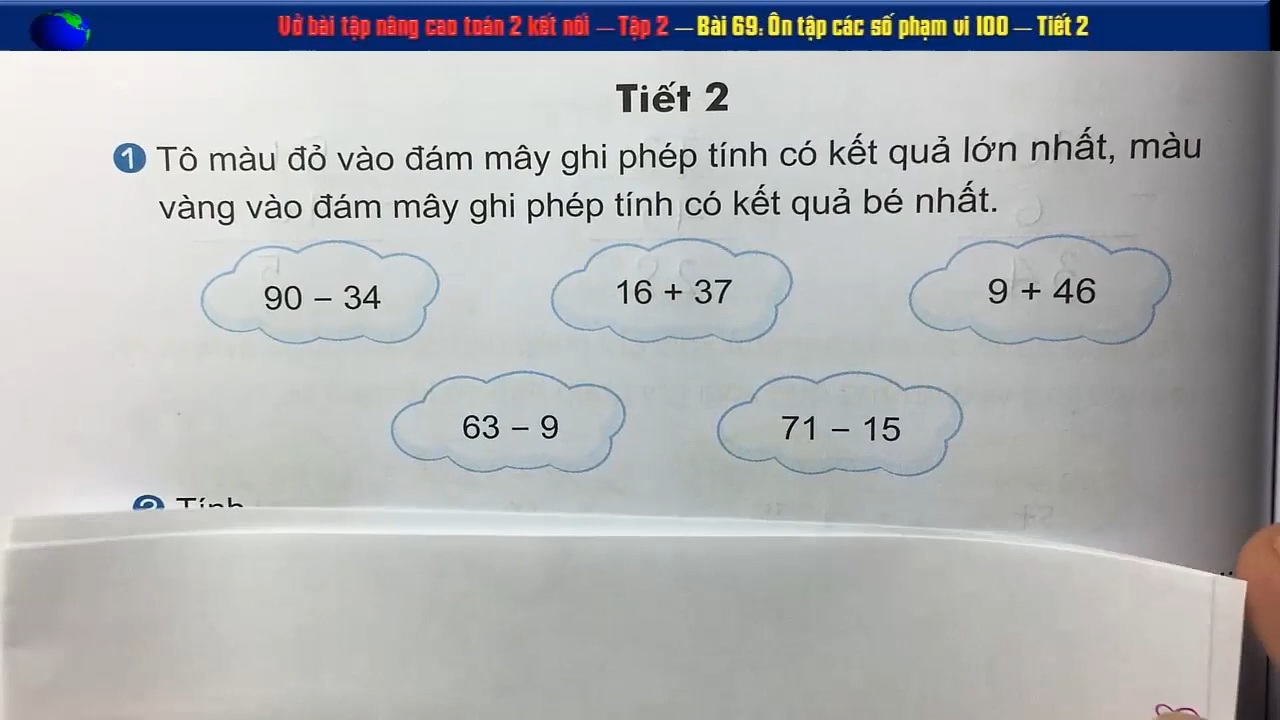 Vở bài tập nâng cao toán 2 kết nối – Tập 2 – Bài 69: Ôn tập các số phạm vi 100 – Tiết 2
Tiết 2
1 Tô màu đỏ vào đám mây ghi phép tính có kết quả lớn nhất, màu
vàng vào đám mây ghi phép tính có kết quả bé nhất.
90 – 34 16 + 37 9 + 46
63 – 9 71 – 15
2 Tính